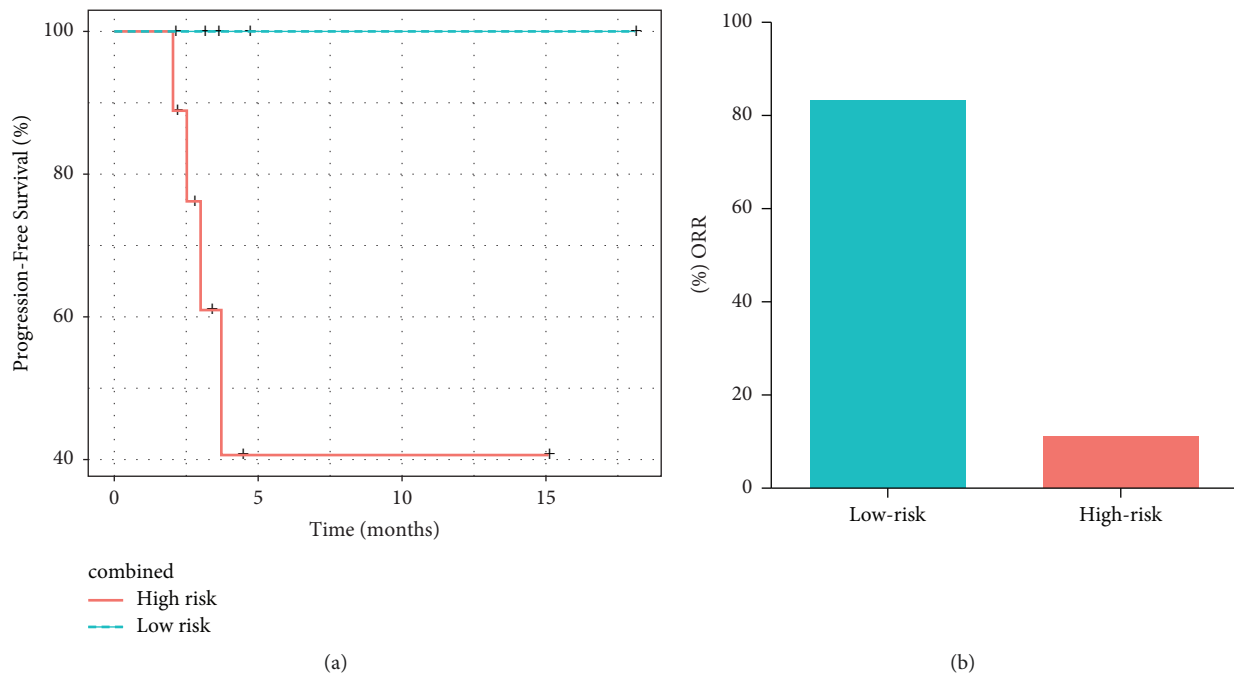 Progression-Free Survival (%)
100
80
60
40
0
5
10
15
Time (months)
combined
High risk
Low risk
(a)
(%) ORR
100
80
60
40
20
0
Low-risk
High-risk
(b)